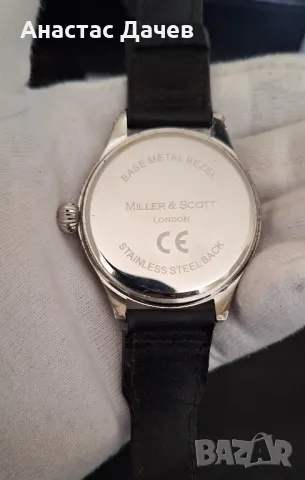 Анастас Дачев
BASE METAL BEZEL
MILLER & SCOTT
LONDON
CE
STAINLESS STEEL BACK
BAZAR